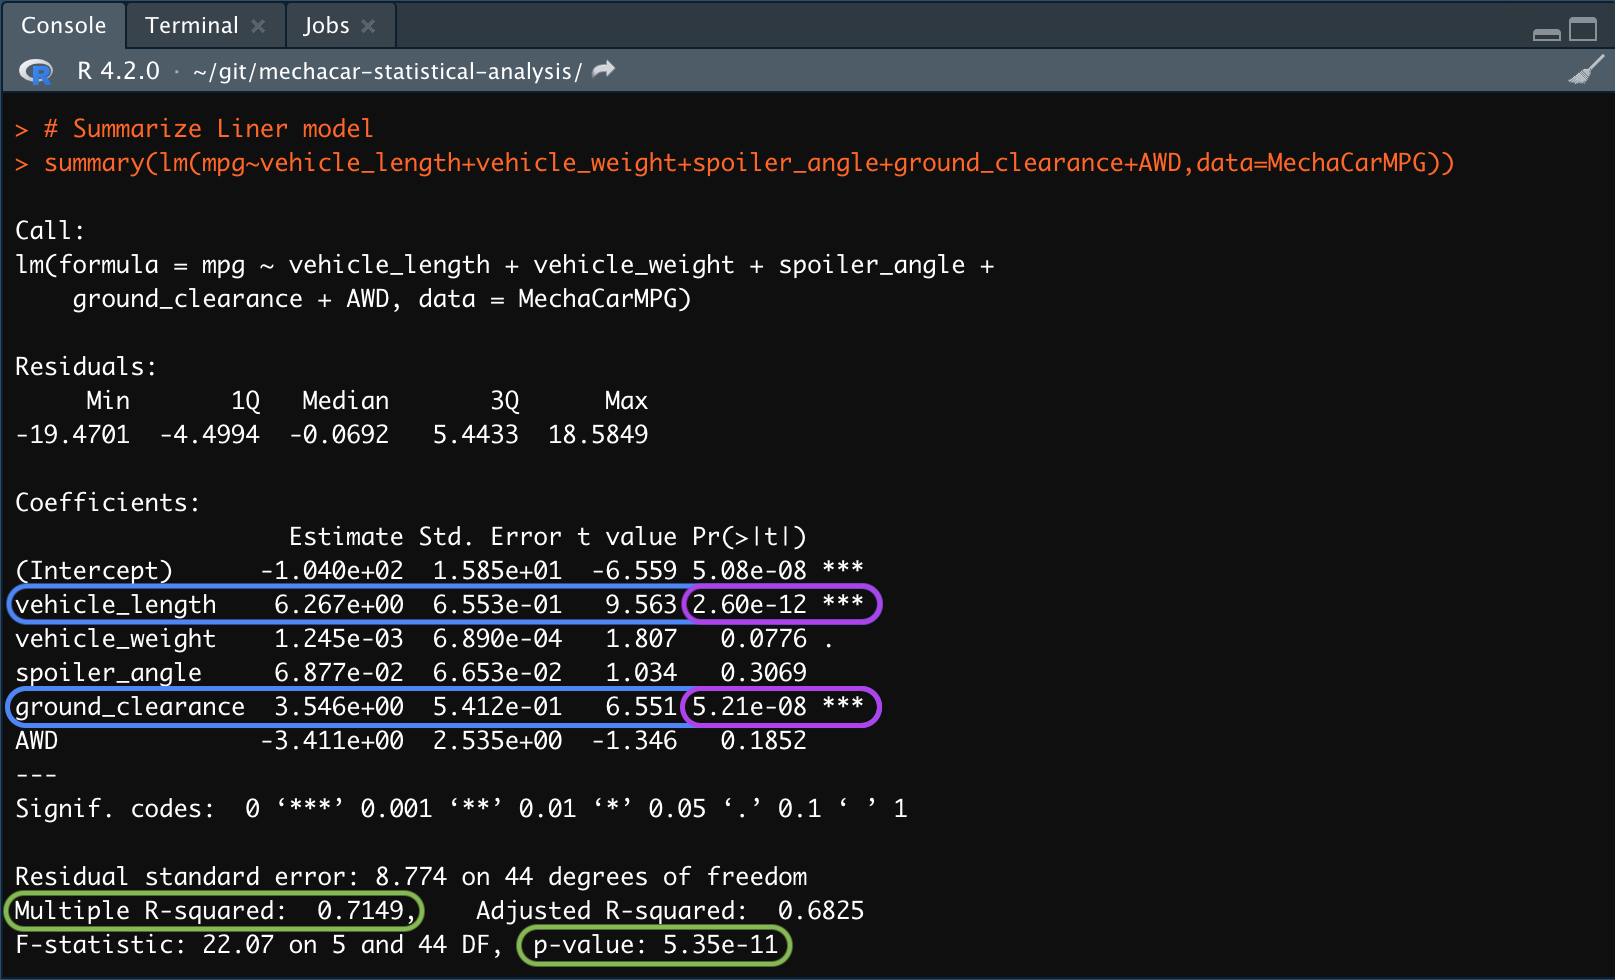 Console Terminal × Jobs ×
R 4.2.0 · ~/git/mechacar-statistical-analysis/
> # Summarize Liner model
> summary(lm(mpg~vehicle_length+vehicle_weight+spoiler_angle+ground_clearance+AWD,data=MechaCarMPG))
Call:
lm(formula = mpg ~ vehicle_length + vehicle_weight + spoiler_angle +
    ground_clearance + AWD, data = MechaCarMPG)
Residuals:
     Min       1Q   Median       3Q      Max
-19.4701  -4.4994  -0.0692   5.4433  18.5849
Coefficients:
                   Estimate Std. Error t value Pr(>|t|)
(Intercept)      -1.040e+02  1.585e+01  -6.559 5.08e-08 ***
vehicle_length    6.267e+00  6.553e-01   9.563 2.60e-12 ***
vehicle_weight    1.245e-03  6.890e-04   1.807   0.0776 .
spoiler_angle     6.877e-02  6.653e-02   1.034   0.3069
ground_clearance  3.546e+00  5.412e-01   6.551 5.21e-08 ***
AWD              -3.411e+00  2.535e+00  -1.346   0.1852
---
Signif. codes:  0 ‘***’ 0.001 ‘**’ 0.01 ‘*’ 0.05 ‘.’ 0.1 ‘ ’ 1
Residual standard error: 8.774 on 44 degrees of freedom
Multiple R-squared:  0.7149,    Adjusted R-squared:  0.6825
F-statistic: 22.07 on 5 and 44 DF,  p-value: 5.35e-11